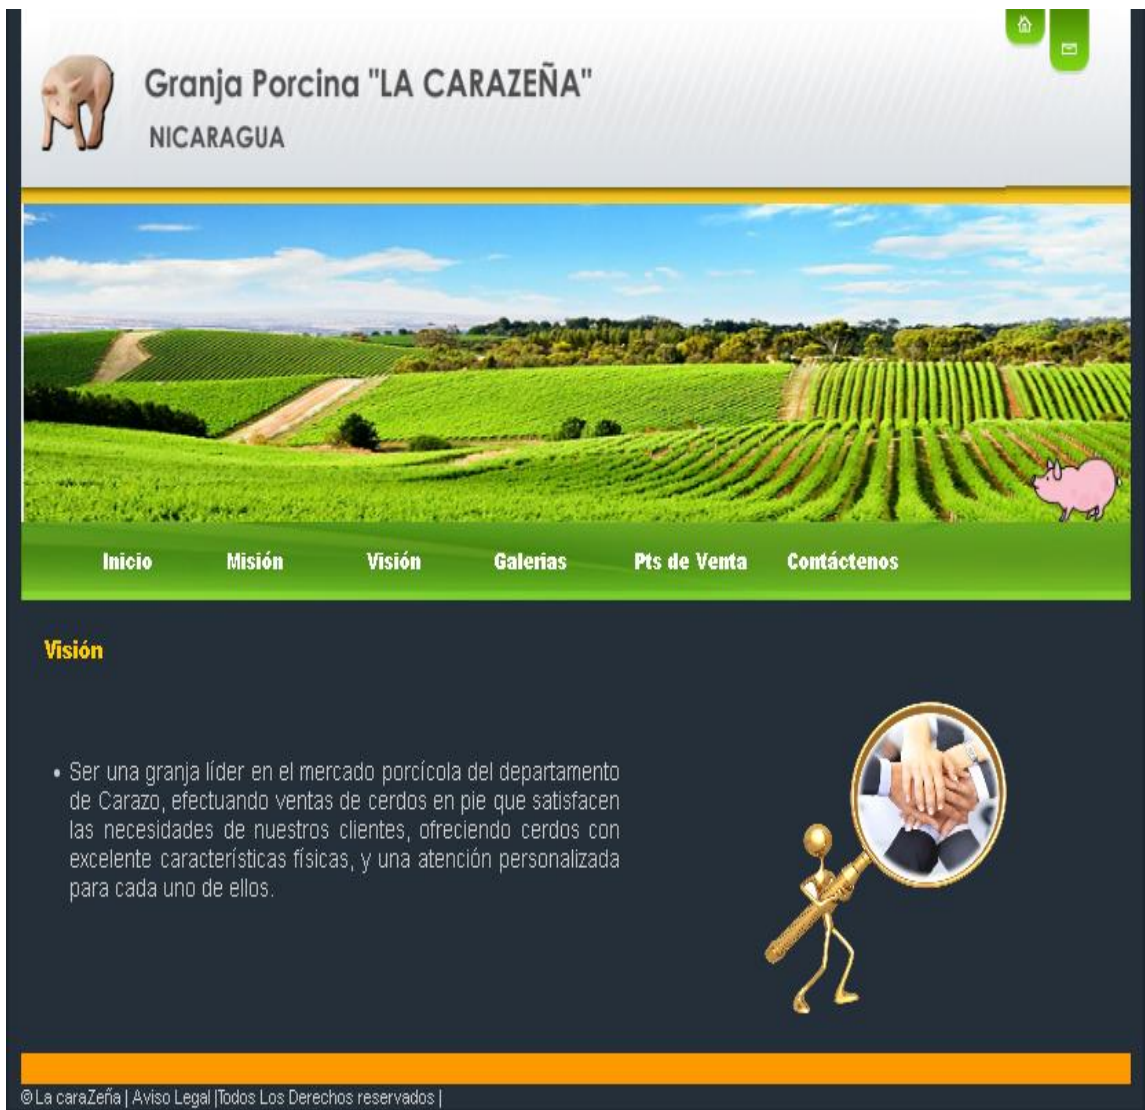 Granja Porcina "LA CARAZEÑA"
NICARAGUA
Inicio Misión Visión Galerias Pts de Venta Contáctenos
Visión
• Ser una granja líder en el mercado porcícola del departamento
de Carazo, efectuando ventas de cerdos en pie que satisfacen
las necesidades de nuestros clientes, ofreciendo cerdos con
excelente características físicas, y una atención personalizada
para cada uno de ellos.
© La caraZeña | Aviso Legal |Todos Los Derechos reservados |